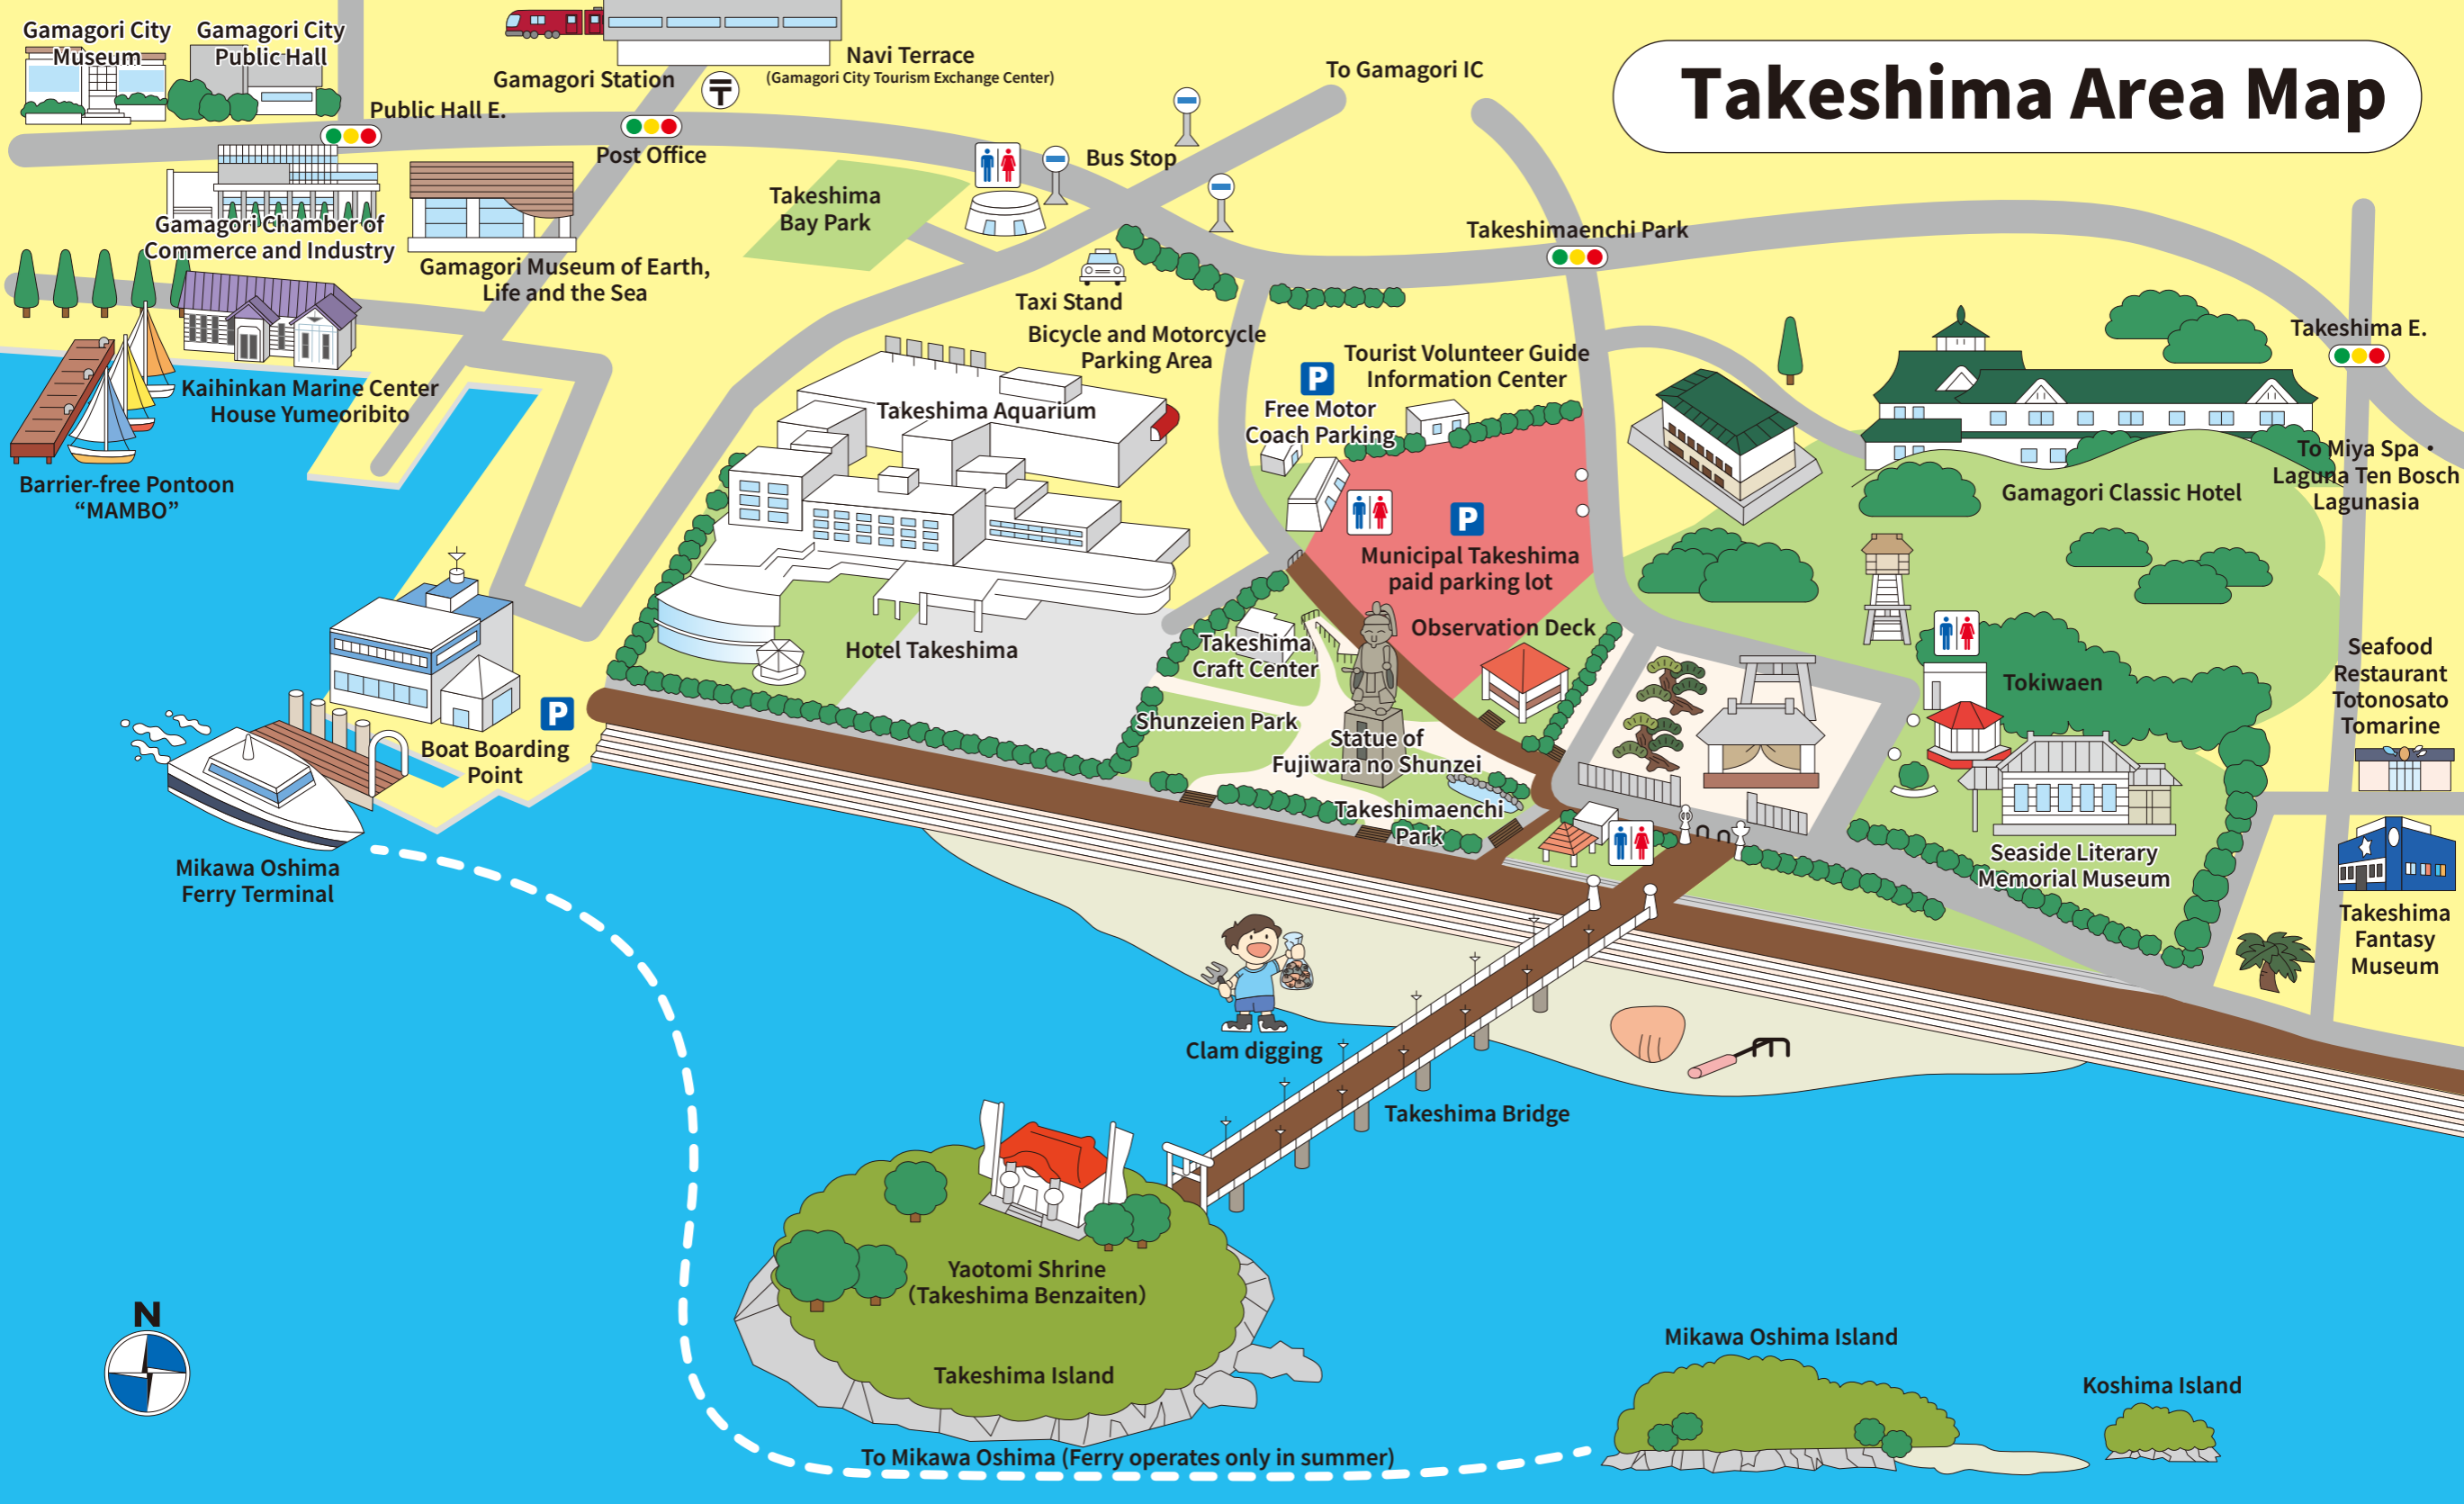 Takeshima Area Map
Gamagori City
Museum
Gamagori City
Public Hall
Public Hall E.
Gamagori Station
Navi Terrace
(Gamagori City Tourism Exchange Center)
〒
Post Office
To Gamagori IC
Bus Stop
Takeshima
Bay Park
Gamagori Chamber of
Commerce and Industry
Gamagori Museum of Earth,
Life and the Sea
Taxi Stand
Takeshimaenchi Park
Takeshima E.
Kaihinkan Marine Center
House Yumeoribito
Barrier-free Pontoon
“MAMBO”
Bicycle and Motorcycle
Parking Area
P
Free Motor
Coach Parking
Tourist Volunteer Guide
Information Center
Takeshima Aquarium
P
Municipal Takeshima
paid parking lot
Gamagori Classic Hotel
To Miya Spa・
Laguna Ten Bosch
Lagunasia
Hotel Takeshima
Takeshima
Craft Center
Observation Deck
Shunzeien Park
Statue of
Fujiwara no Shunzei
Takeshimaenchi
Park
Tokiwaen
Seafood
Restaurant
Totonosato
Tomarine
Seaside Literary
Memorial Museum
Takeshima
Fantasy
Museum
P
Boat Boarding
Point
Mikawa Oshima
Ferry Terminal
Clam digging
Takeshima Bridge
Yaotomi Shrine
(Takeshima Benzaiten)
Takeshima Island
N
Mikawa Oshima Island
Koshima Island
To Mikawa Oshima (Ferry operates only in summer)